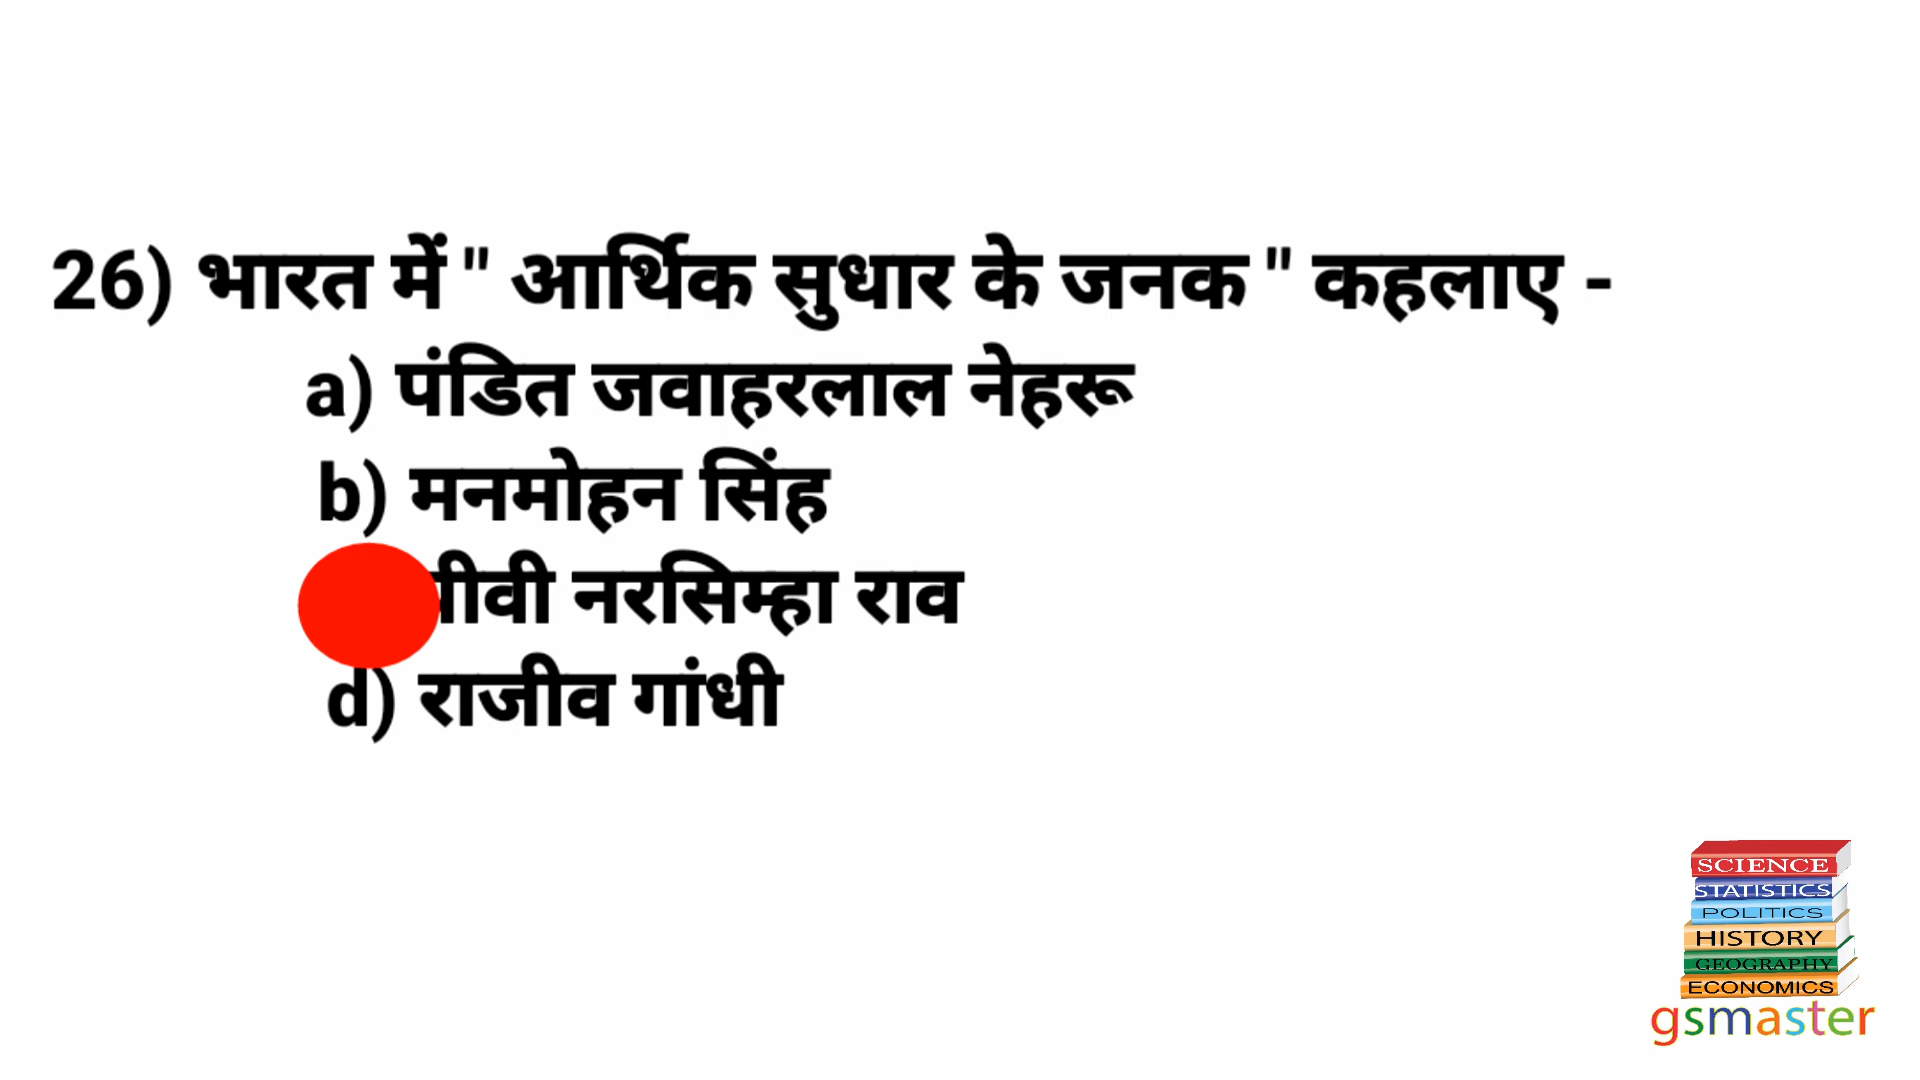 26) भारत में " आर्थिक सुधार के जनक " कहलाए -
a) पंडित जवाहरलाल नेहरू
b) मनमोहन सिंह
नरसिम्हा राव
d) राजीव गांधी
SCIENCE
STATISTICS
POLITICS
HISTORY
GEOGRAPHY
ECONOMICS
gsmaster